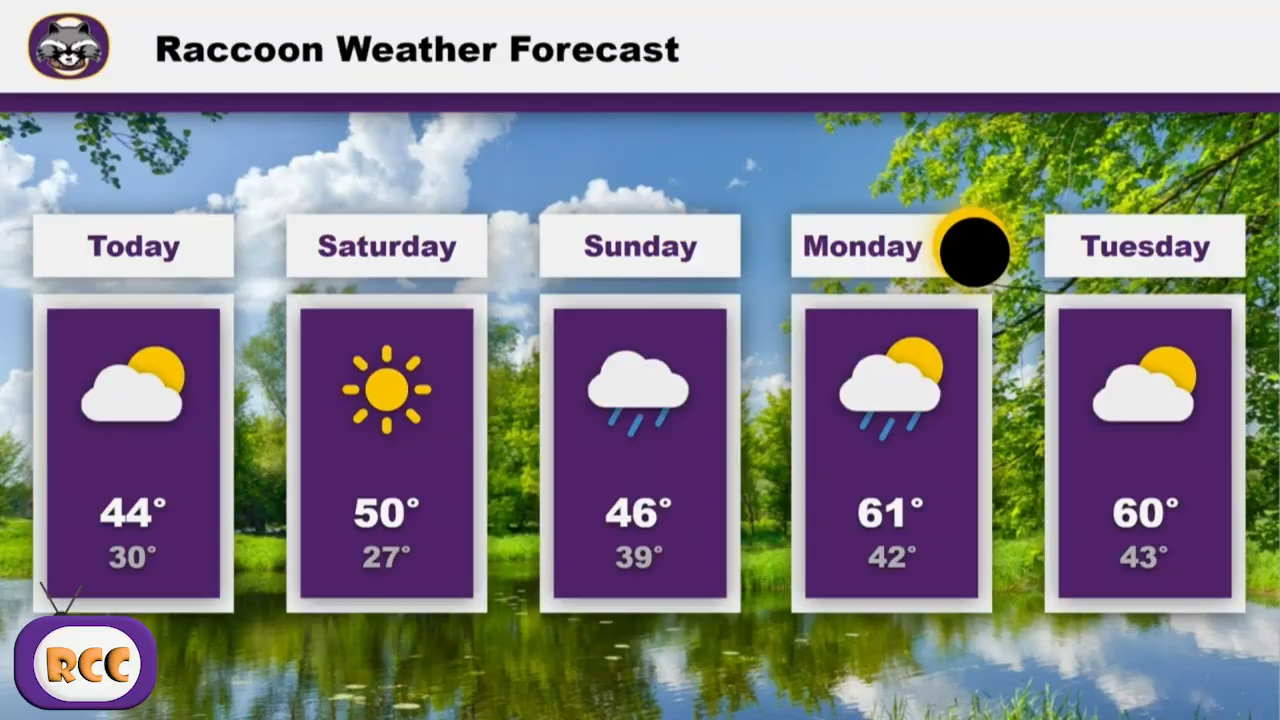 Raccoon Weather Forecast
Today
Saturday
Sunday
Monday
Tuesday
44°
50°
46°
61°
60°
30°
27°
39°
42°
43°
RCC